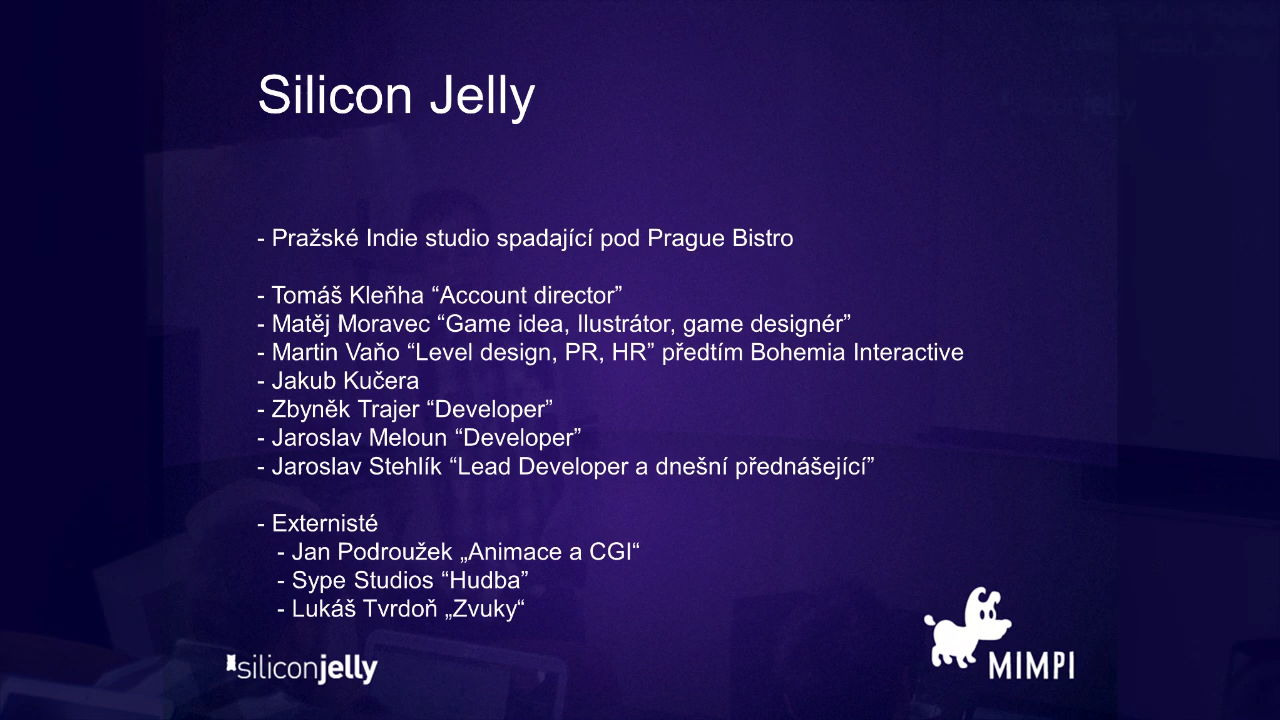 Silicon Jelly
- Pražské Indie studio spadající pod Prague Bistro
- Tomáš Kleňha “Account director”
- Matěj Moravec “Game idea, Ilustrátor, game designér”
- Martin Vaňo “Level design, PR, HR” předtím Bohemia Interactive
- Jakub Kučera
- Zbyněk Trajer “Developer”
- Jaroslav Meloun “Developer”
- Jaroslav Stehlík “Lead Developer a dnešní přednášející”
- Externisté
- Jan Podroužek „Animace a CGI“
- Sype Studios “Hudba”
- Lukáš Tvrdoň „Zvuky“
siliconjelly
MIMPI